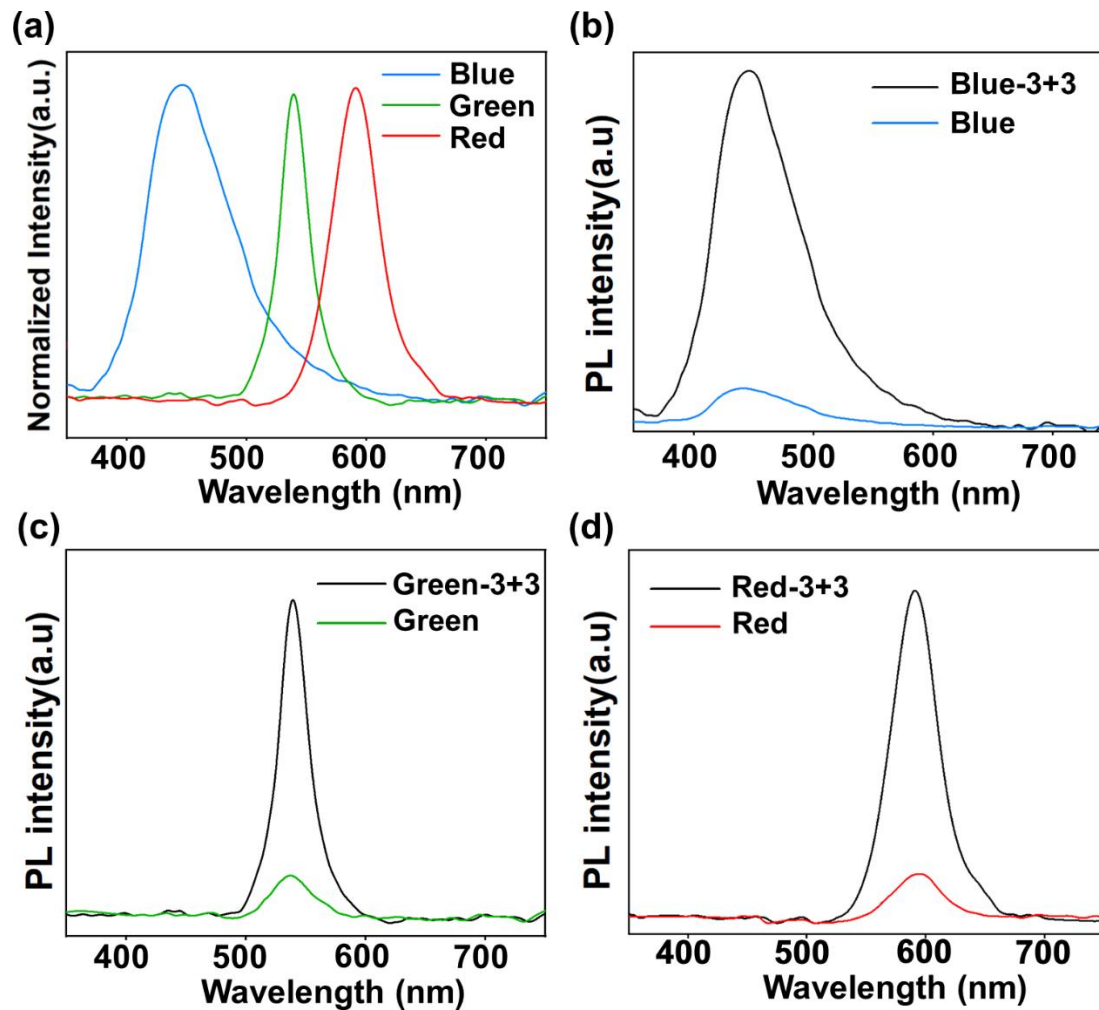 (a)
Normalized Intensity(a.u.)
Blue
Green
Red
400 500 600 700
Wavelength (nm)
(b)
PL intensity(a.u)
Blue-3+3
Blue
400 500 600 700
Wavelength (nm)
(c)
PL intensity(a.u)
Green-3+3
Green
400 500 600 700
Wavelength (nm)
(d)
PL intensity(a.u)
Red-3+3
Red
400 500 600 700
Wavelength (nm)